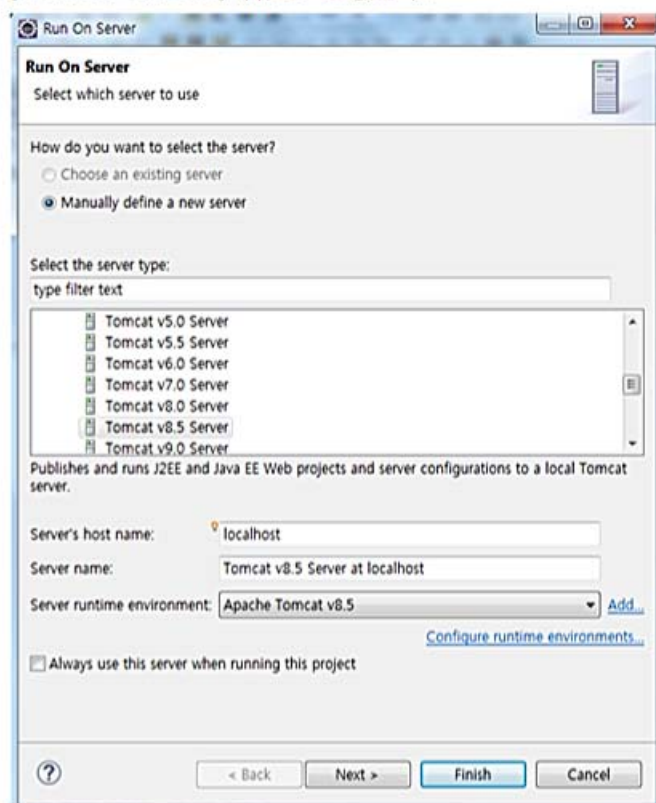 Run On Server
Run On Server
Select which server to use
How do you want to select the server?
Choose an existing server
Manually define a new server
Select the server type:
type filter text
Tomcat v5.0 Server
Tomcat v5.5 Server
Tomcat v6.0 Server
Tomcat v7.0 Server
Tomcat v8.0 Server
Tomcat v8.5 Server
Tomcat v9.0 Server
Publishes and runs J2EE and Java EE Web projects and server configurations to a local Tomcat
server.
Server's host name: localhost
Server name: Tomcat v8.5 Server at localhost
Server runtime environment: Apache Tomcat v8.5 Add...
Configure runtime environments...
Always use this server when running this project
? < Back Next > Finish Cancel